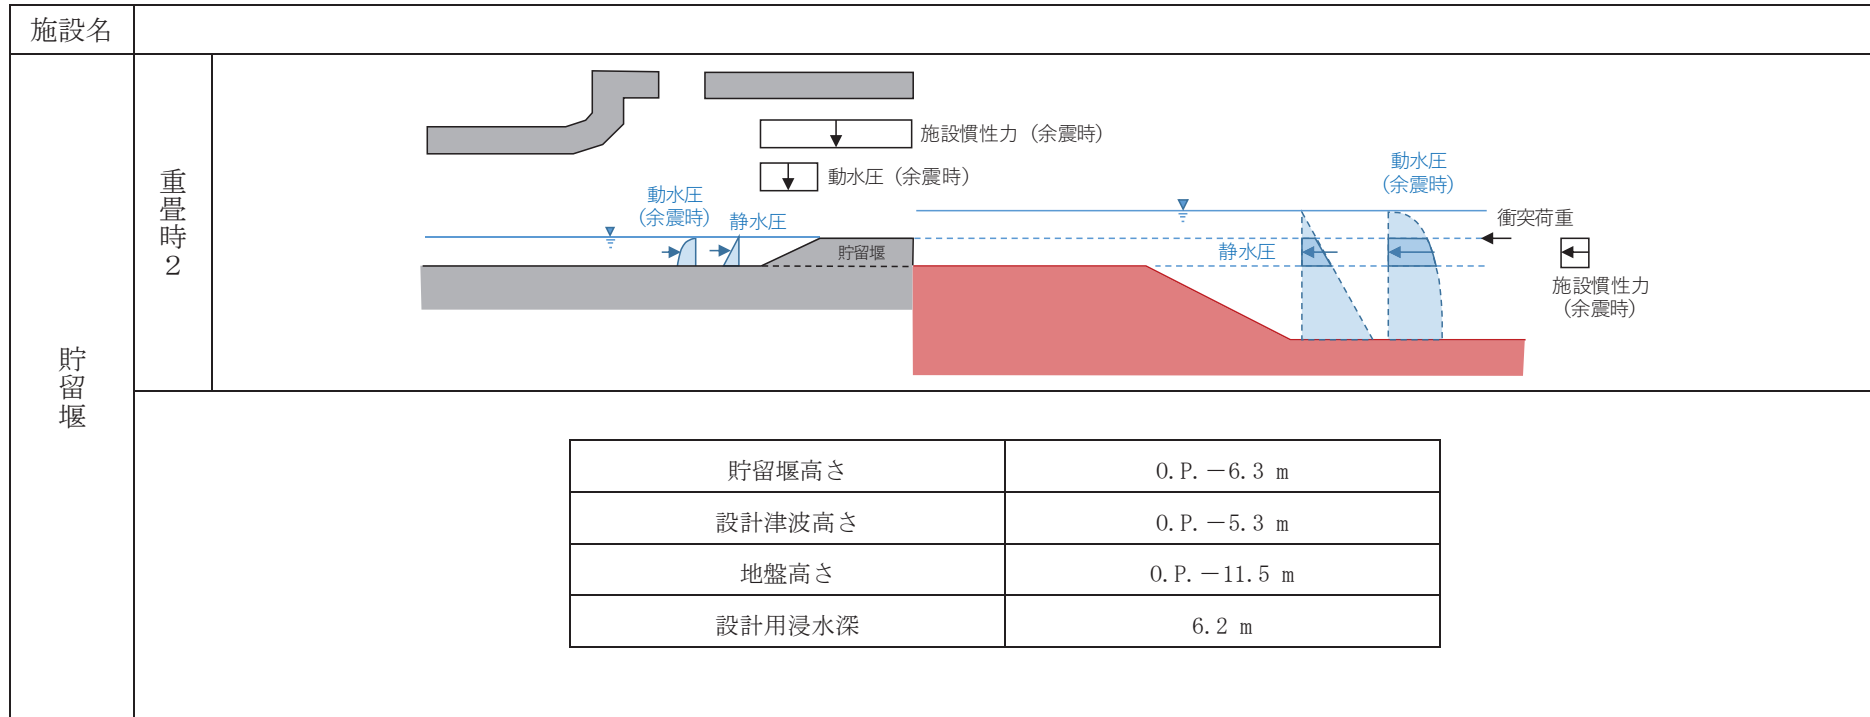 施設名
貯留堰
重畳時2
施設慣性力（余震時）
動水圧（余震時）
動水圧
（余震時）
静水圧
貯留堰
動水圧
（余震時）
静水圧
衝突荷重
施設慣性力
（余震時）
貯留堰高さ O.P.－6.3 m
設計津波高さ O.P.－5.3 m
地盤高さ O.P.－11.5 m
設計用浸水深 6.2 m